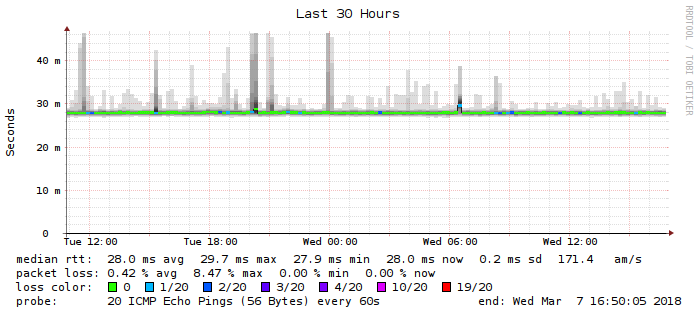 Last 30 Hours
RRDTOOL / TOBI OETIKER
Seconds
40 m
30 m
20 m
10 m
0
Tue 12:00 Tue 18:00 Wed 00:00 Wed 06:00 Wed 12:00
median rtt: 28.0 ms avg 29.7 ms max 27.9 ms min 28.0 ms now 0.2 ms sd 171.4 am/s
packet loss: 0.42 % avg 8.47 % max 0.00 % min 0.00 % now
loss color: 0 1/20 2/20 3/20 4/20 10/20 19/20
probe: 20 ICMP Echo Pings (56 Bytes) every 60s end: Wed Mar 7 16:50:05 2018